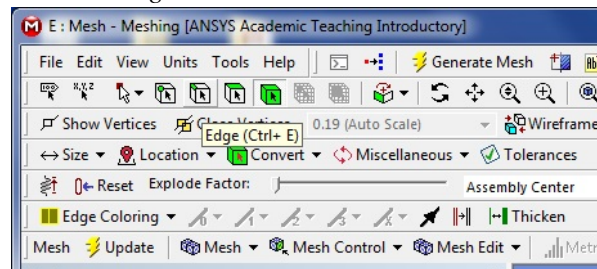 E : Mesh - Meshing [ANSYS Academic Teaching Introductory]
File Edit View Units Tools Help Generate Mesh
Show Vertices 0.19 (Auto Scale) Wireframe
Edge (Ctrl+ E)
Size Location Convert Miscellaneous Tolerances
Reset Explode Factor: Assembly Center
Edge Coloring Thicken
Mesh Update Mesh Mesh Control Mesh Edit Metr